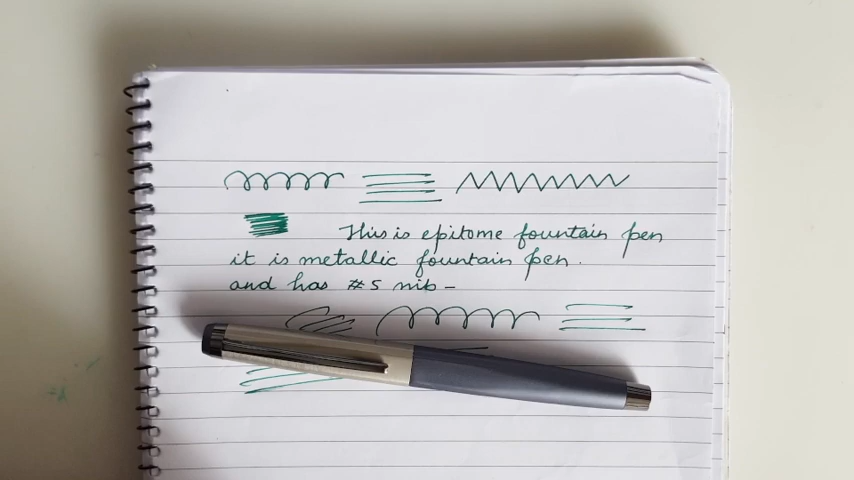 This is epitome fountain pen
it is metallic fountain pen.
and has #5 nib-